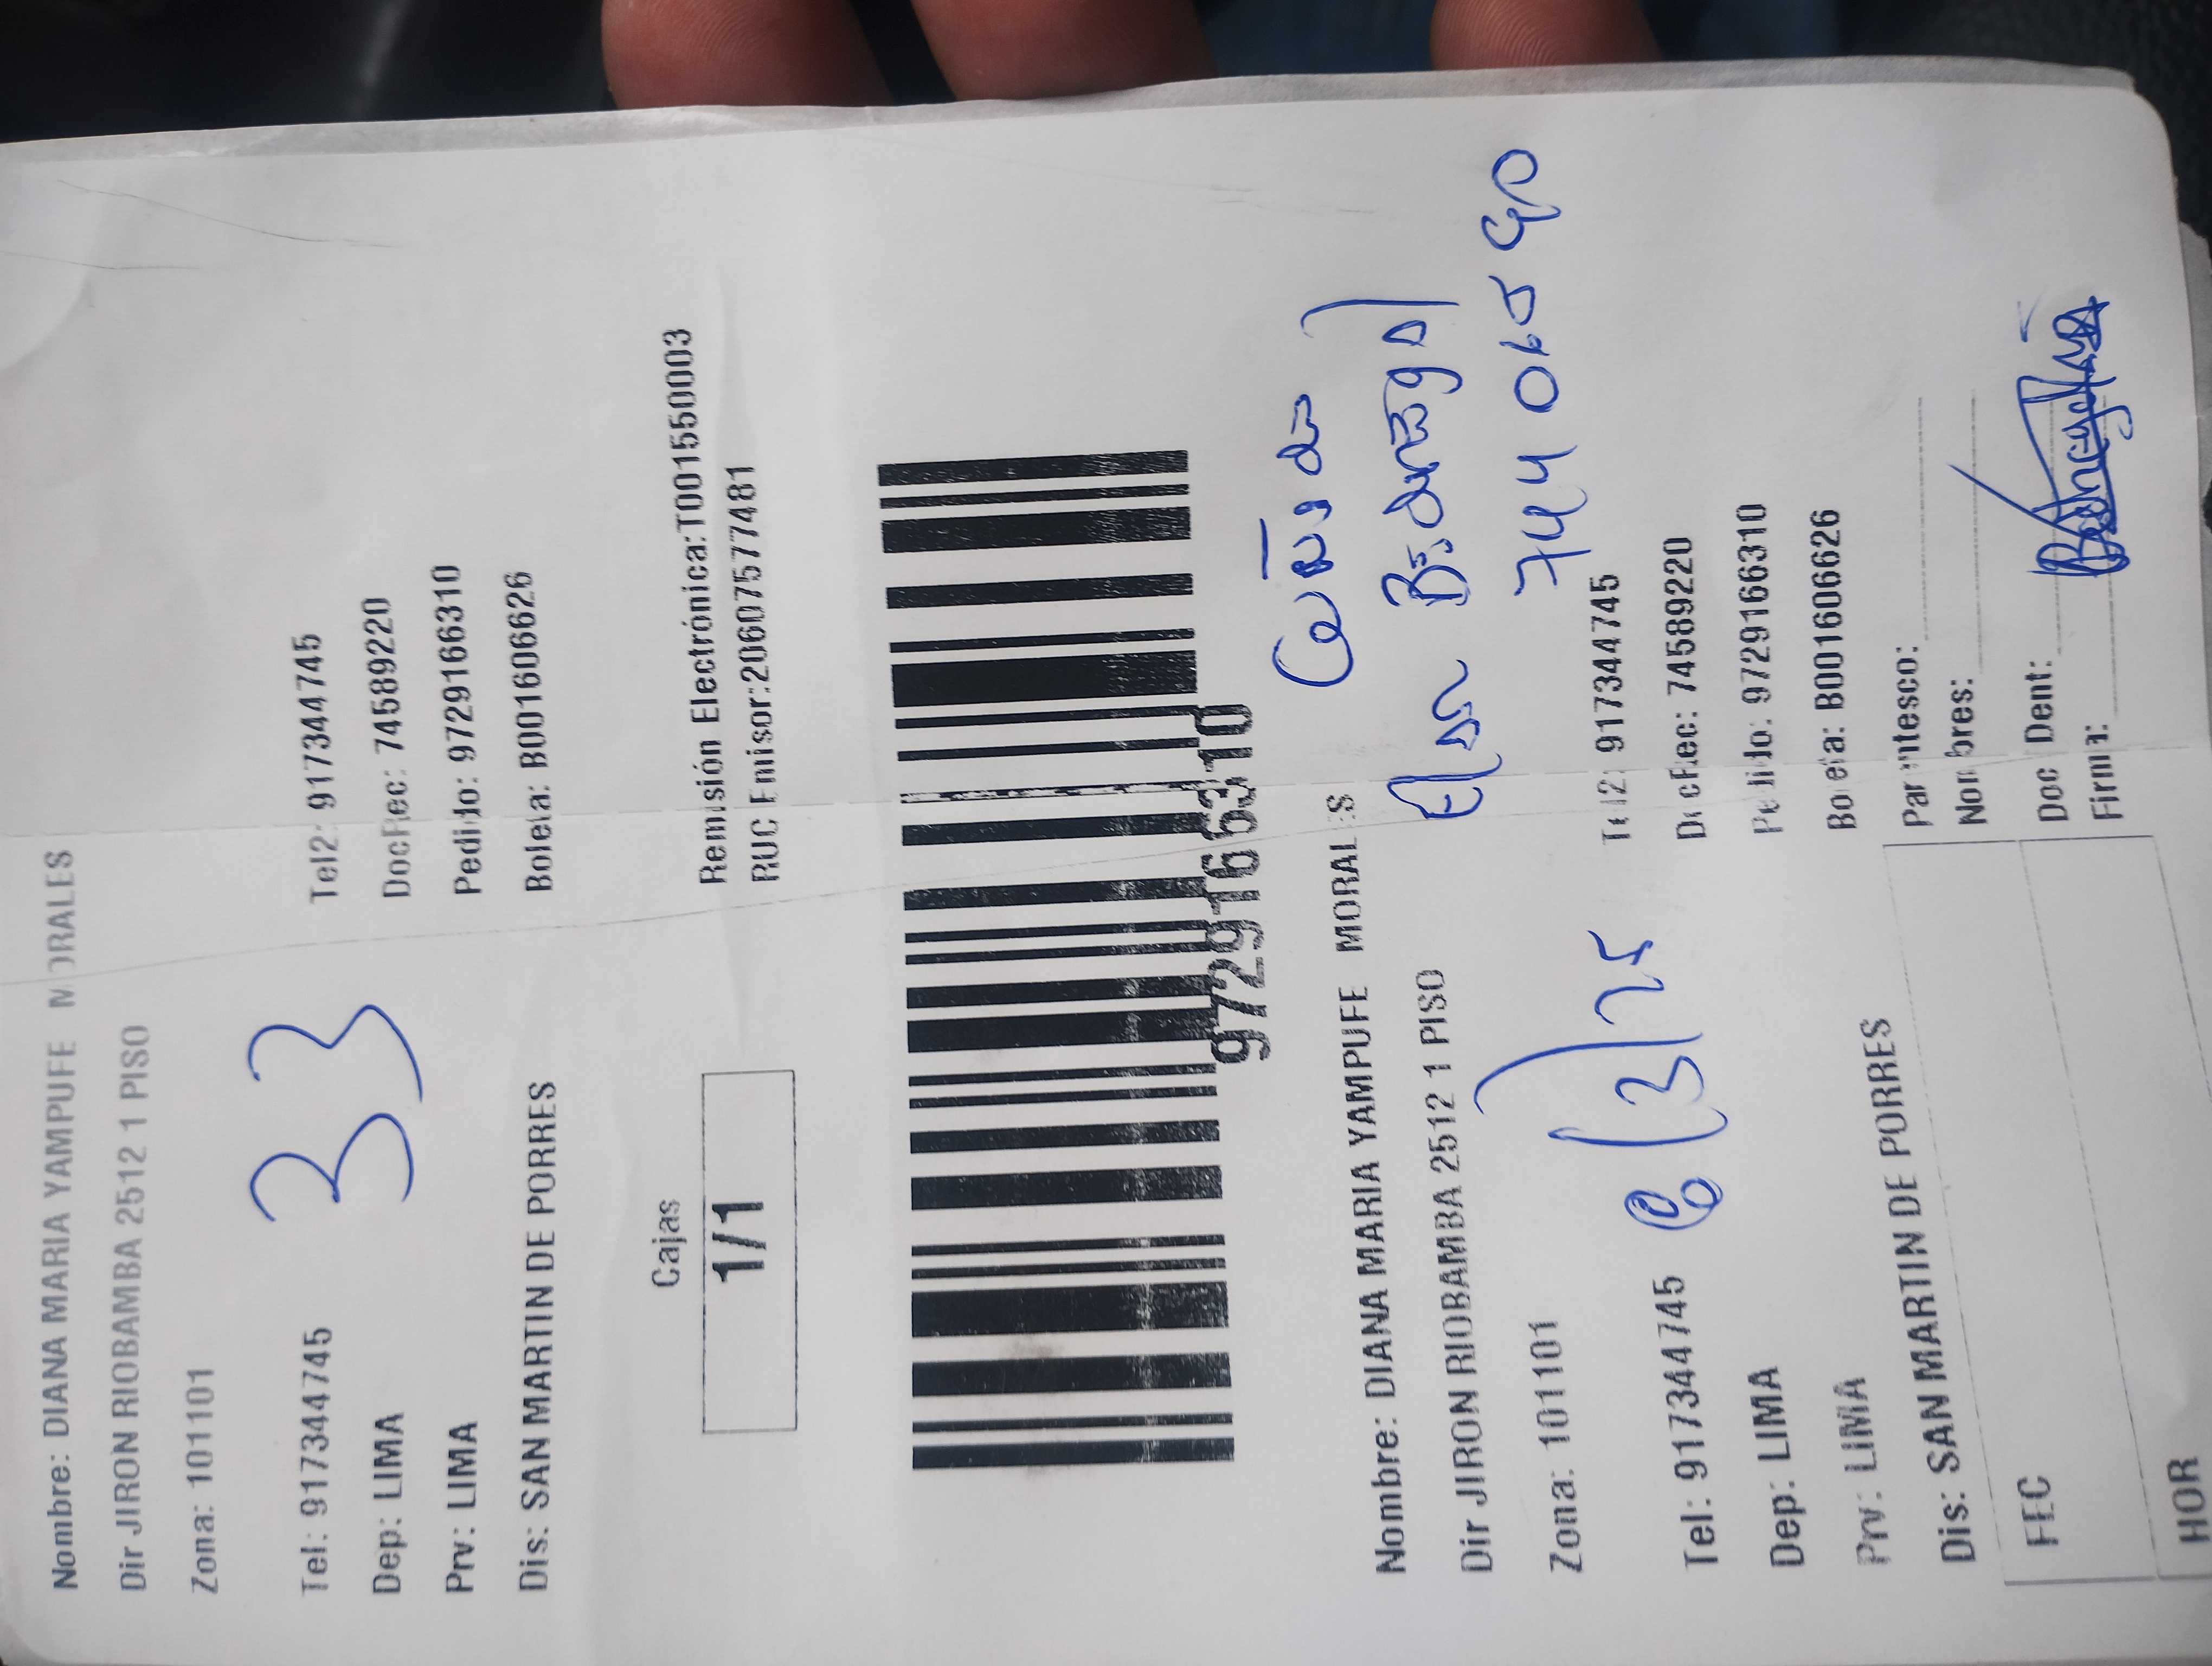 Nombre: DIANA MARIA YAMPUFE MORALES
Dir JIRON RIOBAMBA 2512 1 PISO
Zona: 101101
33
Tel: 917344745 Tel2: 917344745
Dep: LIMA DocRec: 74589220
Prv: LIMA Pedido: 9729166310
Dis: SAN MARTIN DE PORRES Boleta: B001606626
Cajas Remisión Electrónica:T001550003
1/1 RUC Emisor:20607577481
9729166310
Nombre: DIANA MARIA YAMPUFE MORALES
Dir JIRON RIOBAMBA 2512 1 PISO
Zona: 101101
Tel: 917344745 Tel2: 917344745
Dep: LIMA DocRec: 74589220
Prv: LIMA Pedido: 9729166310
Dis: SAN MARTIN DE PORRES Boleta: B001606626
Parentesco:
FEC Nombres:
Doc Dent:
HOR Firma: